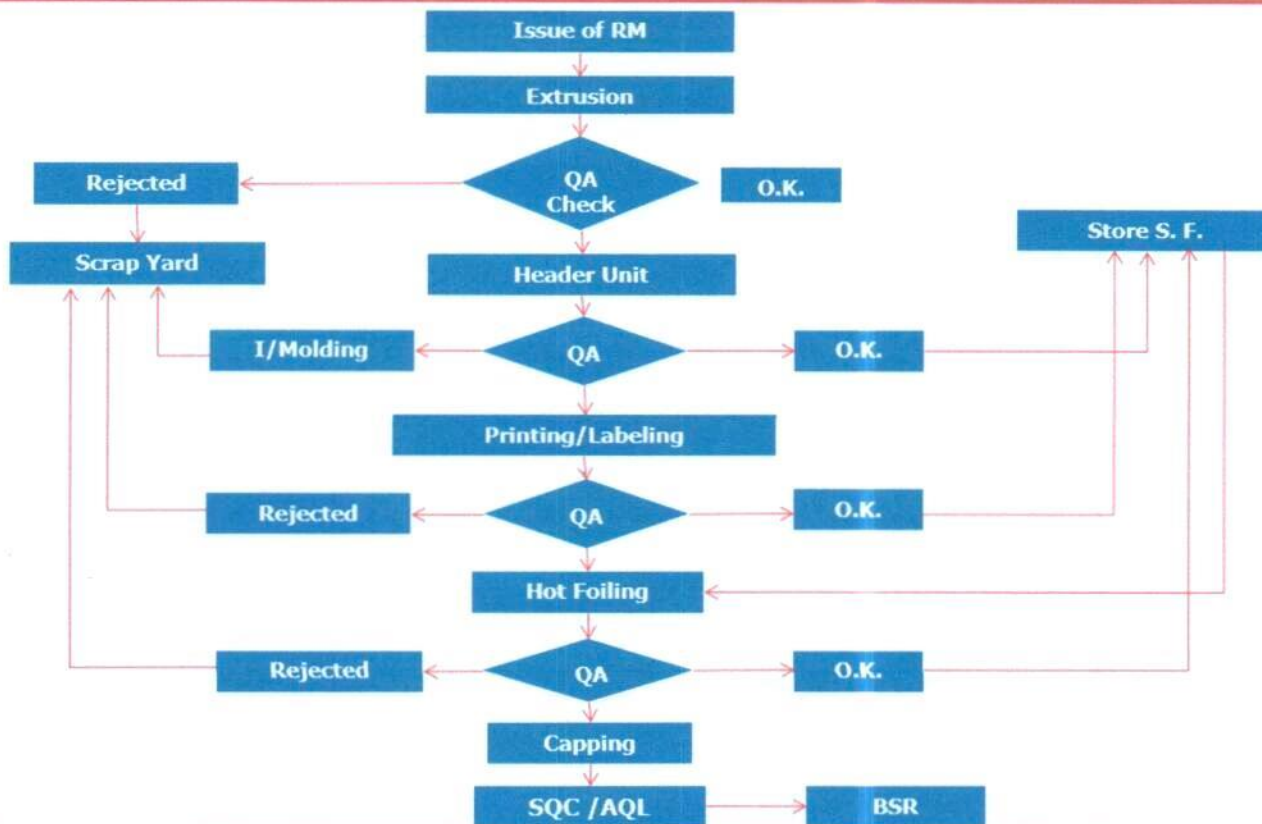 Issue of RM
Extrusion
Rejected
QA
Check
O.K.
Store S. F.
Scrap Yard
Header Unit
I/Molding
QA
O.K.
Printing/Labeling
Rejected
QA
O.K.
Hot Foiling
Rejected
QA
O.K.
Capping
SQC /AQL
BSR